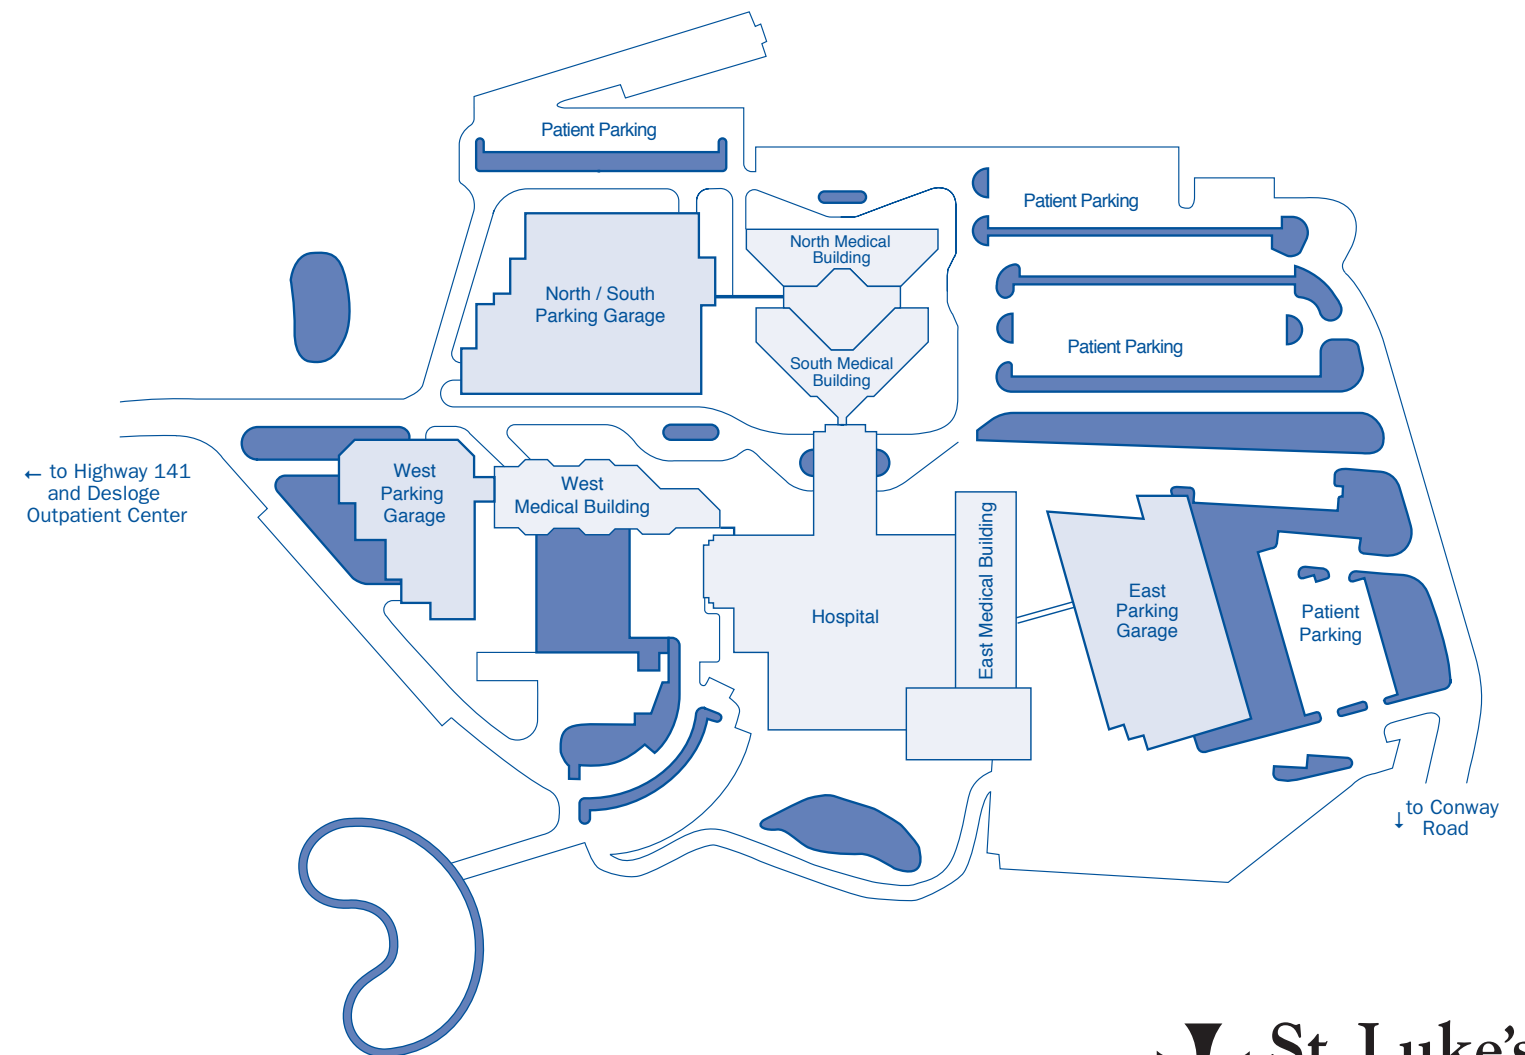 Patient Parking
Patient Parking
North Medical
Building
North / South
Parking Garage
Patient Parking
South Medical
Building
← to Highway 141
and Desloge
Outpatient Center
West
Parking
Garage
West
Medical Building
East Medical Building
Hospital
East
Parking
Garage
Patient
Parking
↓ to Conway
Road
St. Luke's